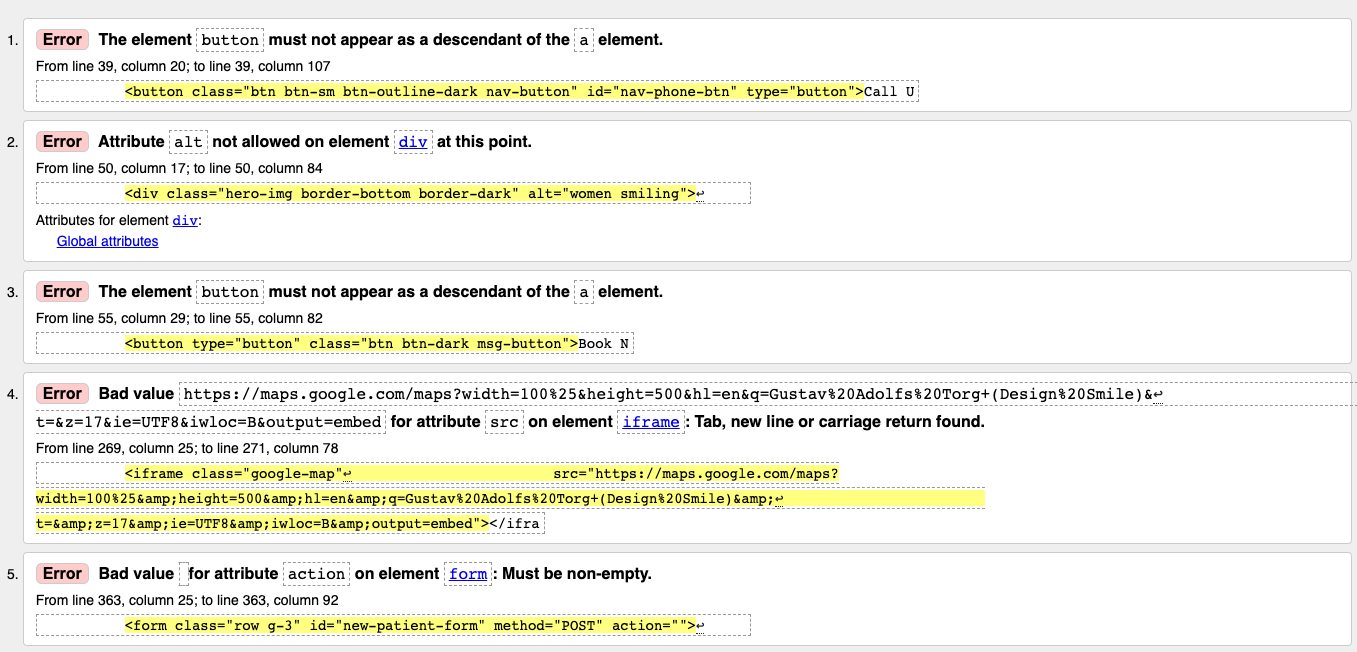 1. Error The element button must not appear as a descendant of the a element.
From line 39, column 20; to line 39, column 107
<button class="btn btn-sm btn-outline-dark nav-button" id="nav-phone-btn" type="button">Call U
2. Error Attribute alt not allowed on element div at this point.
From line 50, column 17; to line 50, column 84
<div class="hero-img border-bottom border-dark" alt="women smiling">↩
Attributes for element div:
Global attributes
3. Error The element button must not appear as a descendant of the a element.
From line 55, column 29; to line 55, column 82
<button type="button" class="btn btn-dark msg-button">Book N
4. Error Bad value https://maps.google.com/maps?width=100%25&height=500&hl=en&q=Gustav%20Adolfs%20Torg+(Design%20Smile)&↩
t=&z=17&ie=UTF8&iwloc=B&output=embed for attribute src on element iframe: Tab, new line or carriage return found.
From line 269, column 25; to line 271, column 78
<iframe class="google-map"↩ src="https://maps.google.com/maps?
width=100%25&amp;height=500&amp;hl=en&amp;q=Gustav%20Adolfs%20Torg+(Design%20Smile)&amp;↩
t=&amp;z=17&amp;ie=UTF8&amp;iwloc=B&amp;output=embed"></ifra
5. Error Bad value for attribute action on element form: Must be non-empty.
From line 363, column 25; to line 363, column 92
<form class="row g-3" id="new-patient-form" method="POST" action="">↩